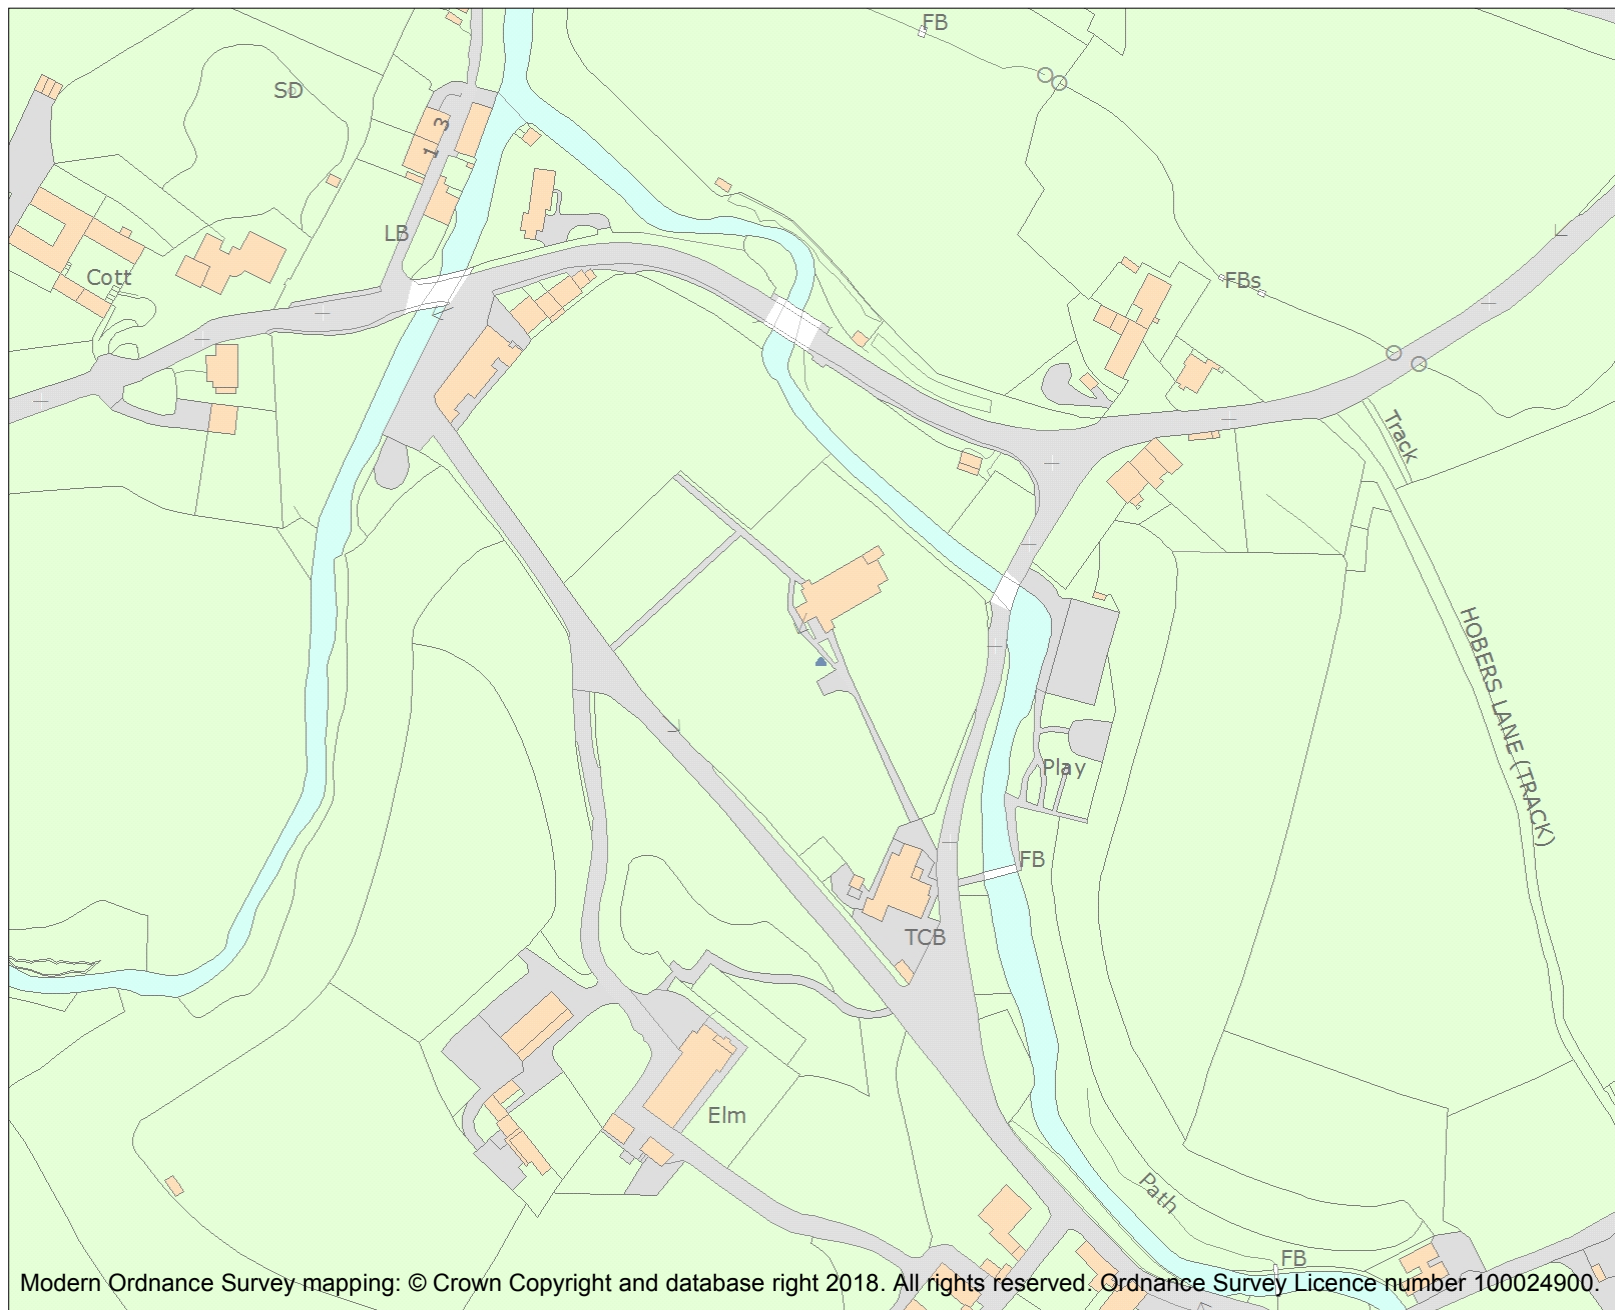 FB
SD
3
1
LB
Cott
FBs
Track
HOBERS LANE (TRACK)
Play
FB
TCB
Elm
Path
FB
Modern Ordnance Survey mapping: © Crown Copyright and database right 2018. All rights reserved. Ordnance Survey Licence number 100024900.